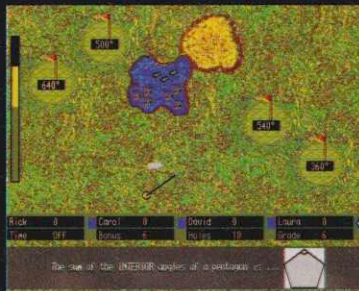 500°
640°
540°
360°
Rick 0 Carol 0 David 0 Laura 0
Time Off Bonus 6 Holes 18 Grade 6
The sum of the INTERIOR angles of a pentagon is ...